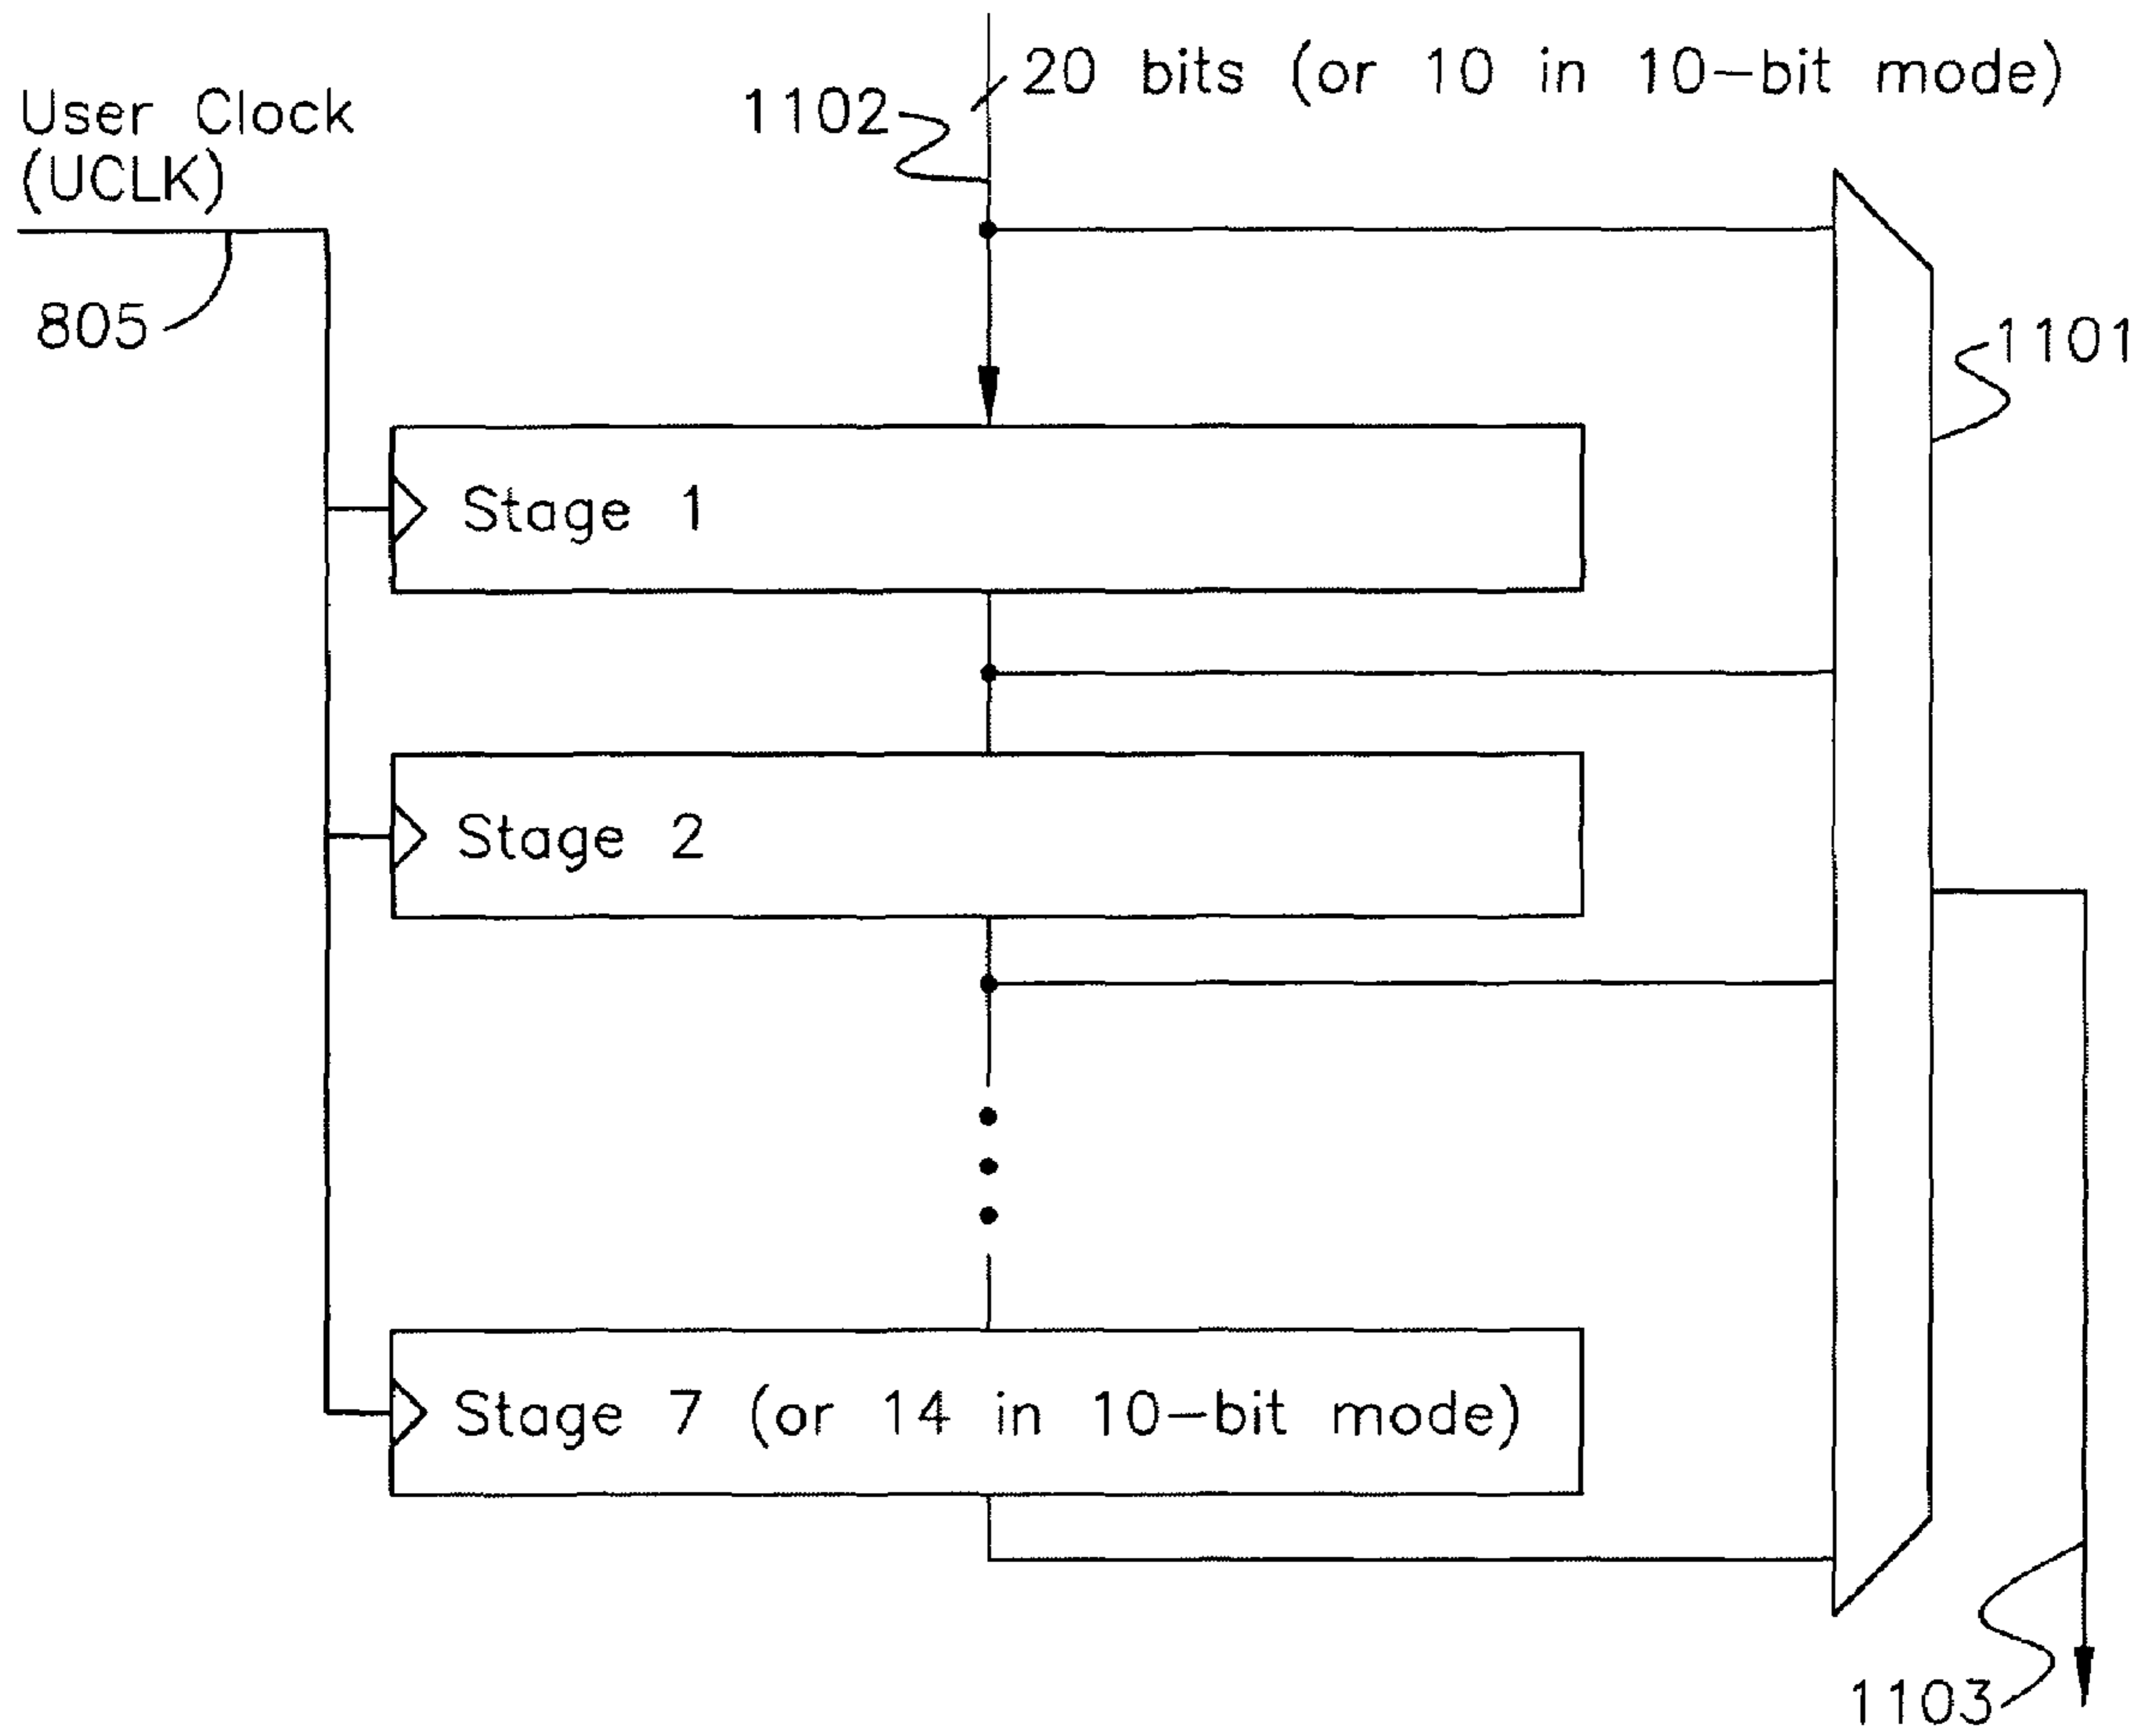 20 bits (or 10 in 10-bit mode)
User Clock
(UCLK)
1102
805
1101
Stage 1
Stage 2
Stage 7 (or 14 in 10-bit mode)
1103